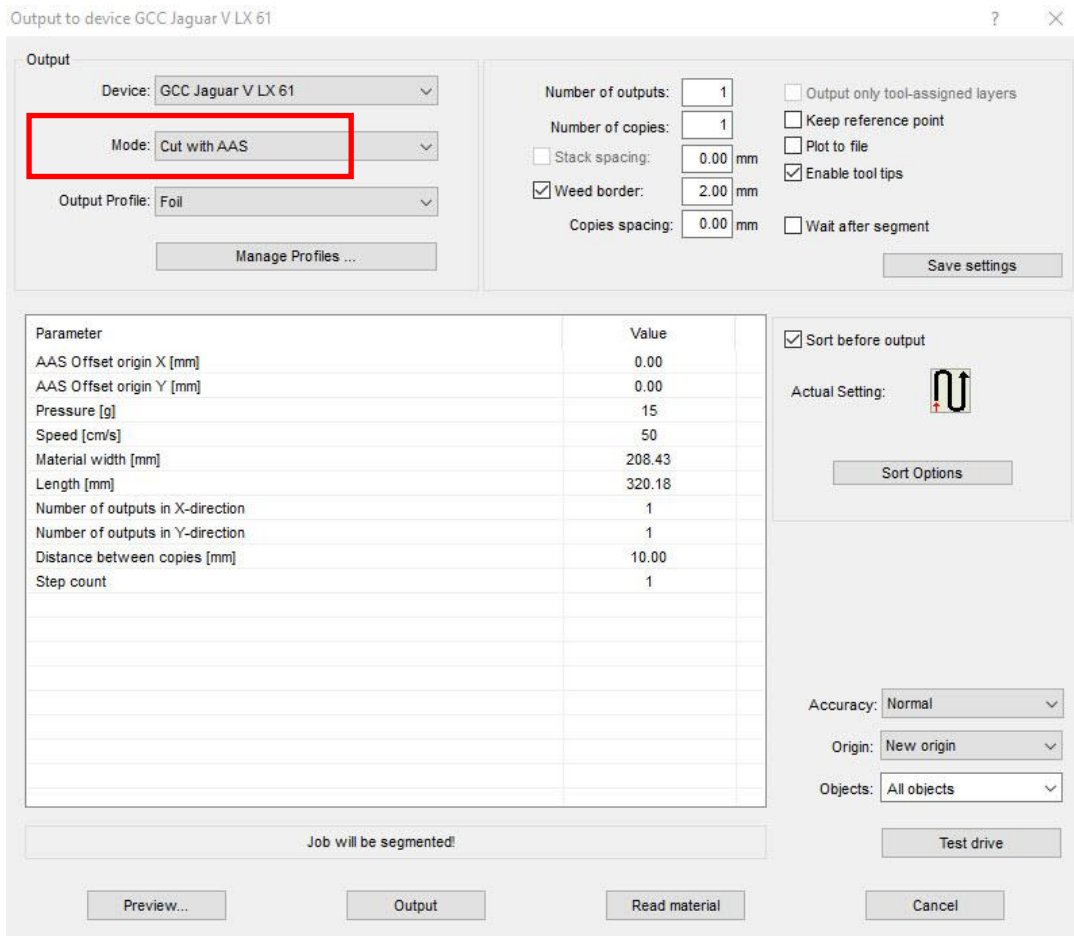 Output to device GCC Jaguar V LX 61
Output
Device: GCC Jaguar V LX 61
Mode: Cut with AAS
Output Profile: Foil
Manage Profiles ...
Number of outputs: 1
Number of copies: 1
Stack spacing: 0.00 mm
Weed border: 2.00 mm
Copies spacing: 0.00 mm
Output only tool-assigned layers
Keep reference point
Plot to file
Enable tool tips
Wait after segment
Save settings
Parameter Value
AAS Offset origin X [mm] 0.00
AAS Offset origin Y [mm] 0.00
Pressure [g] 15
Speed [cm/s] 50
Material width [mm] 208.43
Length [mm] 320.18
Number of outputs in X-direction 1
Number of outputs in Y-direction 1
Distance between copies [mm] 10.00
Step count 1
Sort before output
Actual Setting:
Sort Options
Accuracy: Normal
Origin: New origin
Objects: All objects
Job will be segmented!
Test drive
Preview... Output Read material Cancel